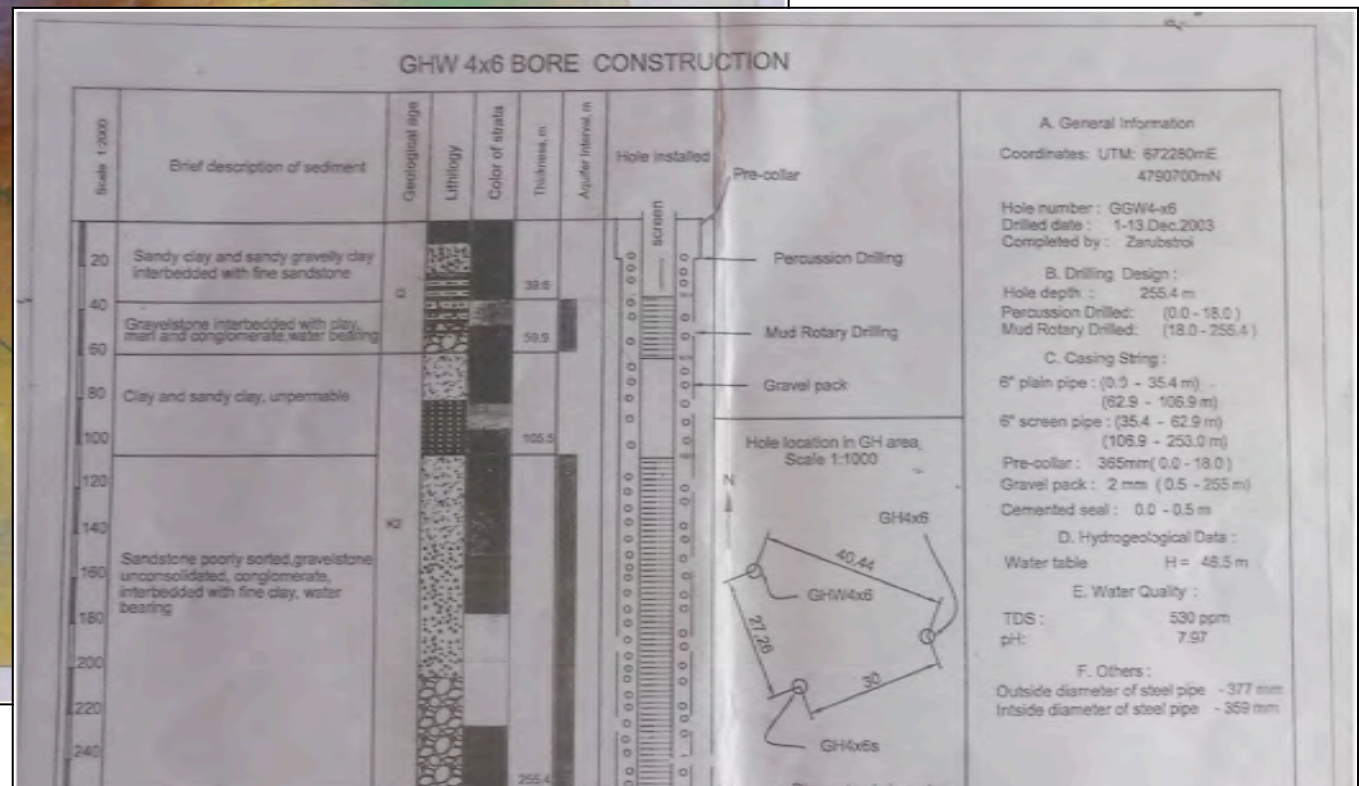 GHW 4x6 BORE CONSTRUCTION
Scale 1:2000
Brief description of sediment
Geological age
Lithilogy
Color of strata
Thickness, m
Aquifer Interval, m
Hole installed
screen
Pre-collar
20
Sandy clay and sandy gravelly clay
interbedded with fine sandstone
39.6
Q
Percussion Drilling
40
Gravelstone interbedded with clay,
marl and conglomerate,water bearing
59.9
Mud Rotary Drilling
60
80
Clay and sandy clay, unpermable
Gravel pack
100
105.5
120
140
K2
160
Sandstone poorly sorted,gravelstone
unconsolidated, conglomerate,
interbedded with fine clay, water
bearing
180
200
220
240
255.4
Hole location in GH area,
Scale 1:1000
N
GH4x6
40,44
GHW4x6
27,26
30
GH4x6s
A. General Information
Coordinates: UTM: 672280mE
4790700mN
Hole number : GGW4-x6
Drilled date : 1-13.Dec.2003
Completed by : Zarubstroi
B. Drilling Design :
Hole depth : 255.4 m
Percussion Drilled: (0.0 - 18.0 )
Mud Rotary Drilled: (18.0 - 255.4 )
C. Casing String :
6" plain pipe : (0.0 - 35.4 m)
(62.9 - 106.9 m)
6" screen pipe : (35.4 - 62.9 m)
(106.9 - 253.0 m)
Pre-collar : 365mm( 0.0 - 18.0 )
Gravel pack : 2 mm (0.5 - 255 m)
Cemented seal : 0.0 - 0.5 m
D. Hydrogeological Data :
Water table H = 46.5 m
E. Water Quality :
TDS : 530 ppm
pH: 7.97
F. Others :
Outside diameter of steel pipe - 377 mm
Intside diameter of steel pipe - 359 mm